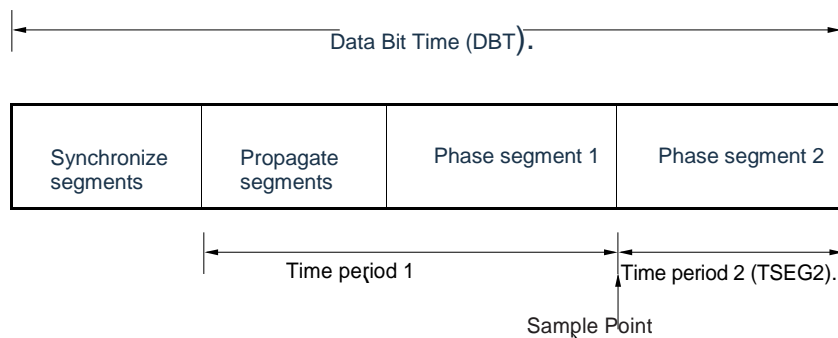 Data Bit Time (DBT).
Synchronize
segments
Propagate
segments
Phase segment 1
Phase segment 2
Time period 1
Time period 2 (TSEG2).
Sample Point